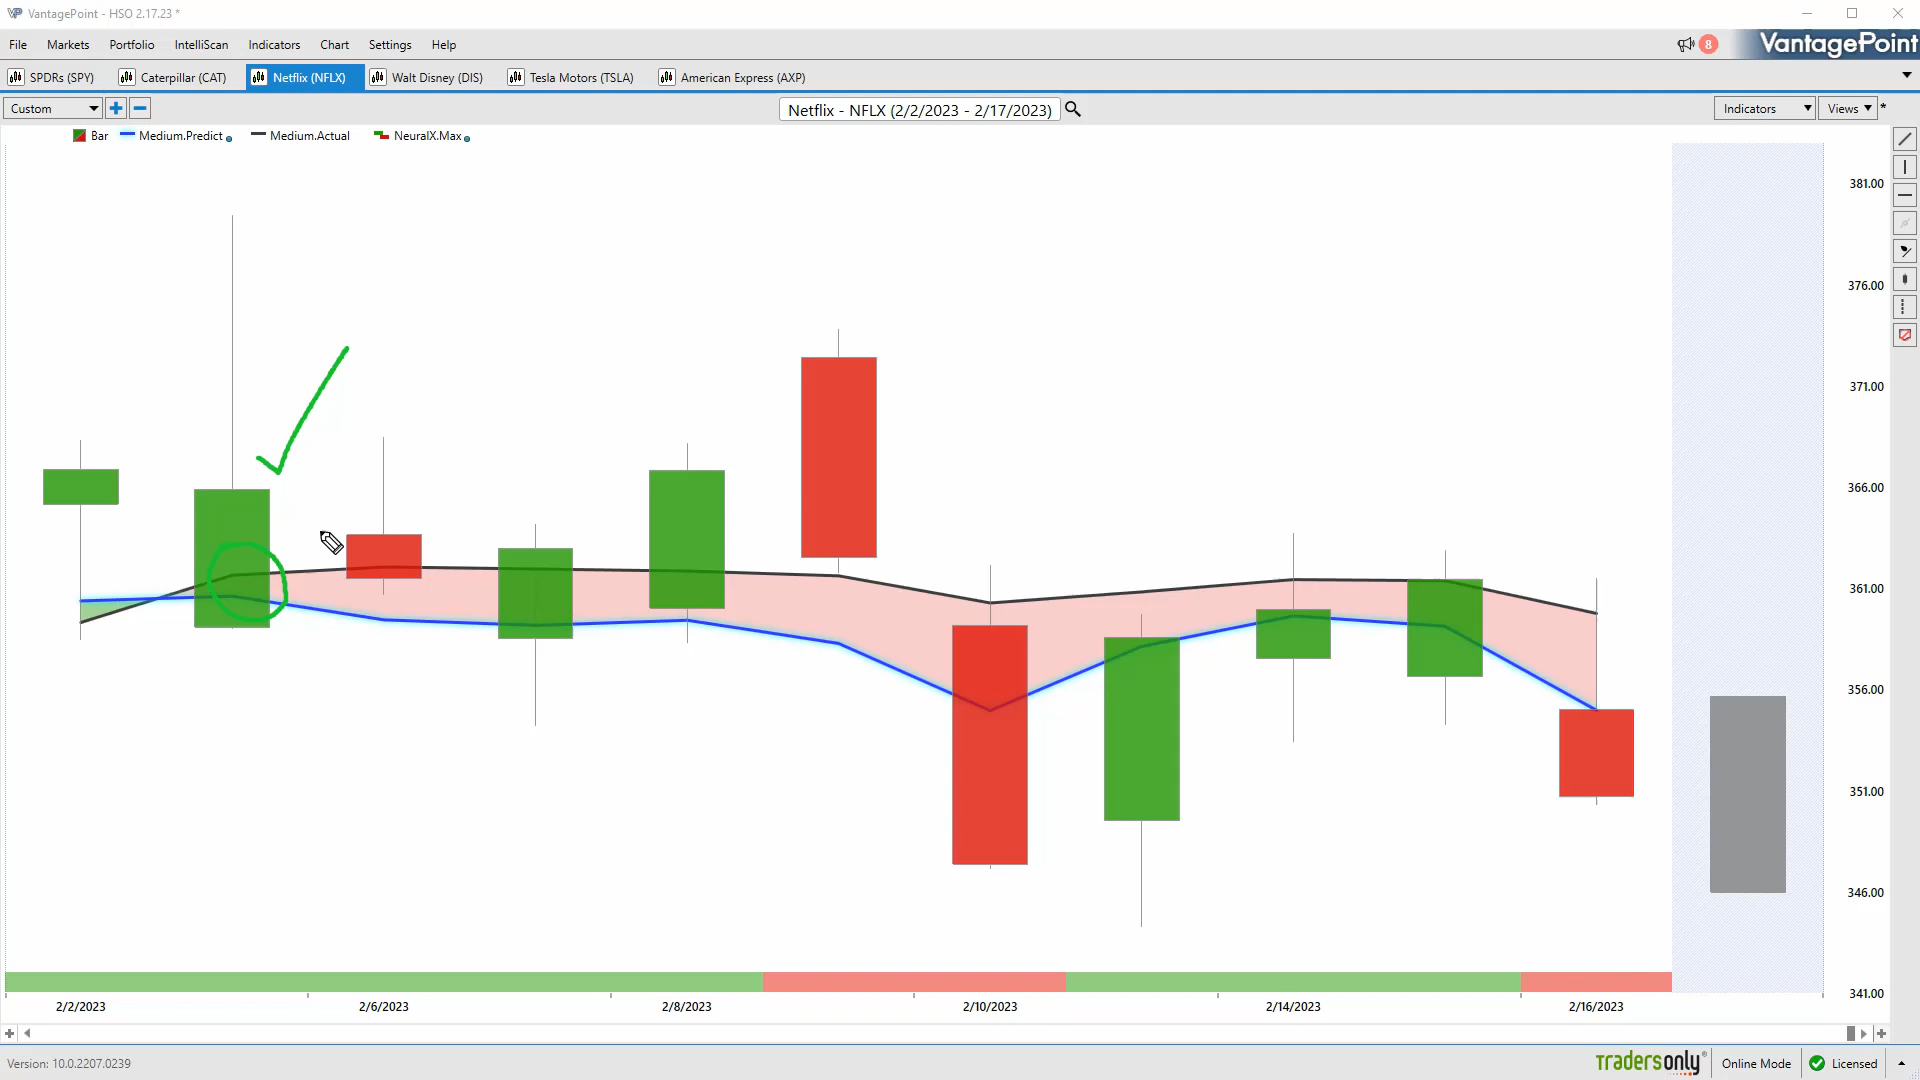 VantagePoint - HSO 2.17.23 *
File Markets Portfolio IntelliScan Indicators Chart Settings Help
8 VantagePoint
SPDRs (SPY) Caterpillar (CAT) Netflix (NFLX) Walt Disney (DIS) Tesla Motors (TSLA) American Express (AXP)
Custom Netflix - NFLX (2/2/2023 - 2/17/2023) Indicators Views *
Bar Medium.Predict Medium.Actual NeuralX.Max
381.00
376.00
371.00
366.00
361.00
356.00
351.00
346.00
341.00
2/2/2023 2/6/2023 2/8/2023 2/10/2023 2/14/2023 2/16/2023
Version: 10.0.2207.0239 tradersonly® Online Mode Licensed